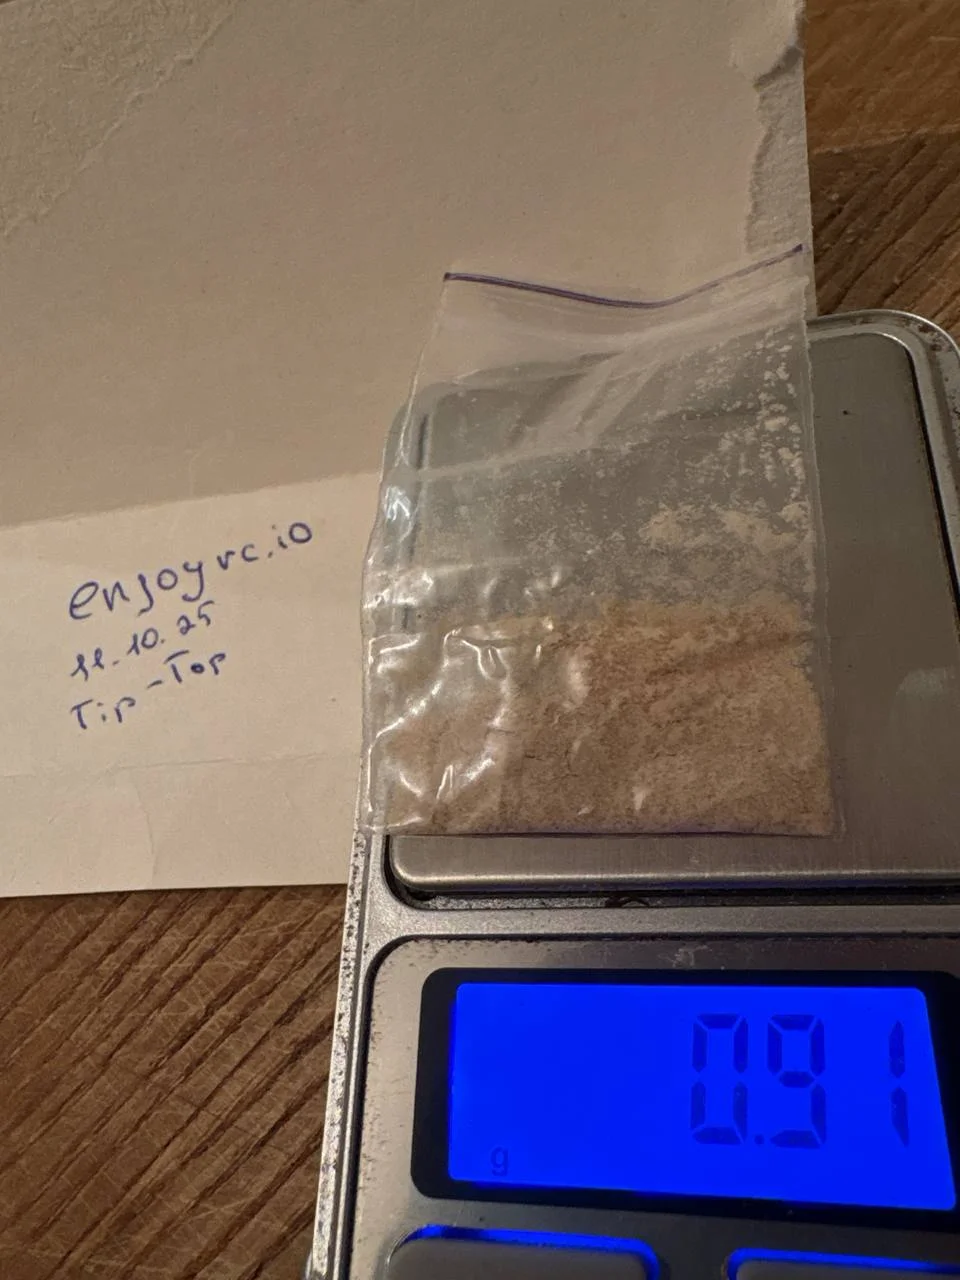 enjoyrc.io
11.10.25
Tip-Top
0.91
g